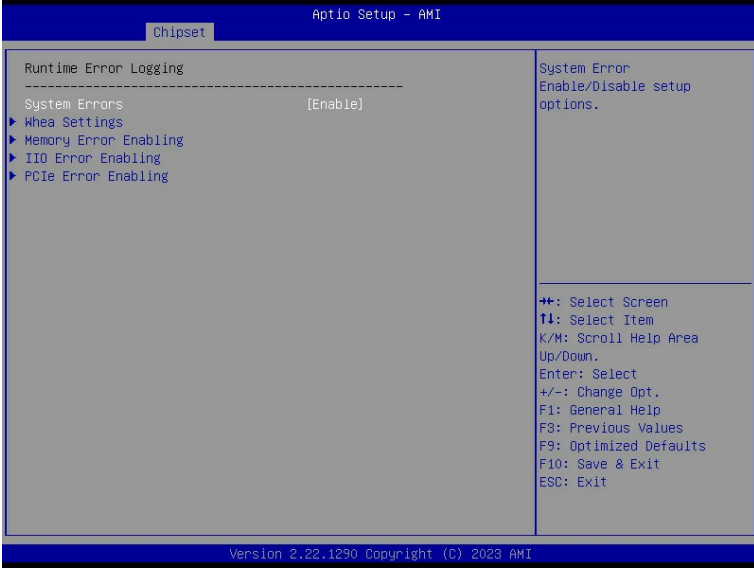 Aptio Setup – AMI
Chipset
Runtime Error Logging
--------------------------------------------------
System Errors [Enable]
Whea Settings
Memory Error Enabling
IIO Error Enabling
PCIe Error Enabling
System Error
Enable/Disable setup
options.
→←: Select Screen
↑↓: Select Item
K/M: Scroll Help Area
Up/Down.
Enter: Select
+/-: Change Opt.
F1: General Help
F3: Previous Values
F9: Optimized Defaults
F10: Save & Exit
ESC: Exit
Version 2.22.1290 Copyright (C) 2023 AMI